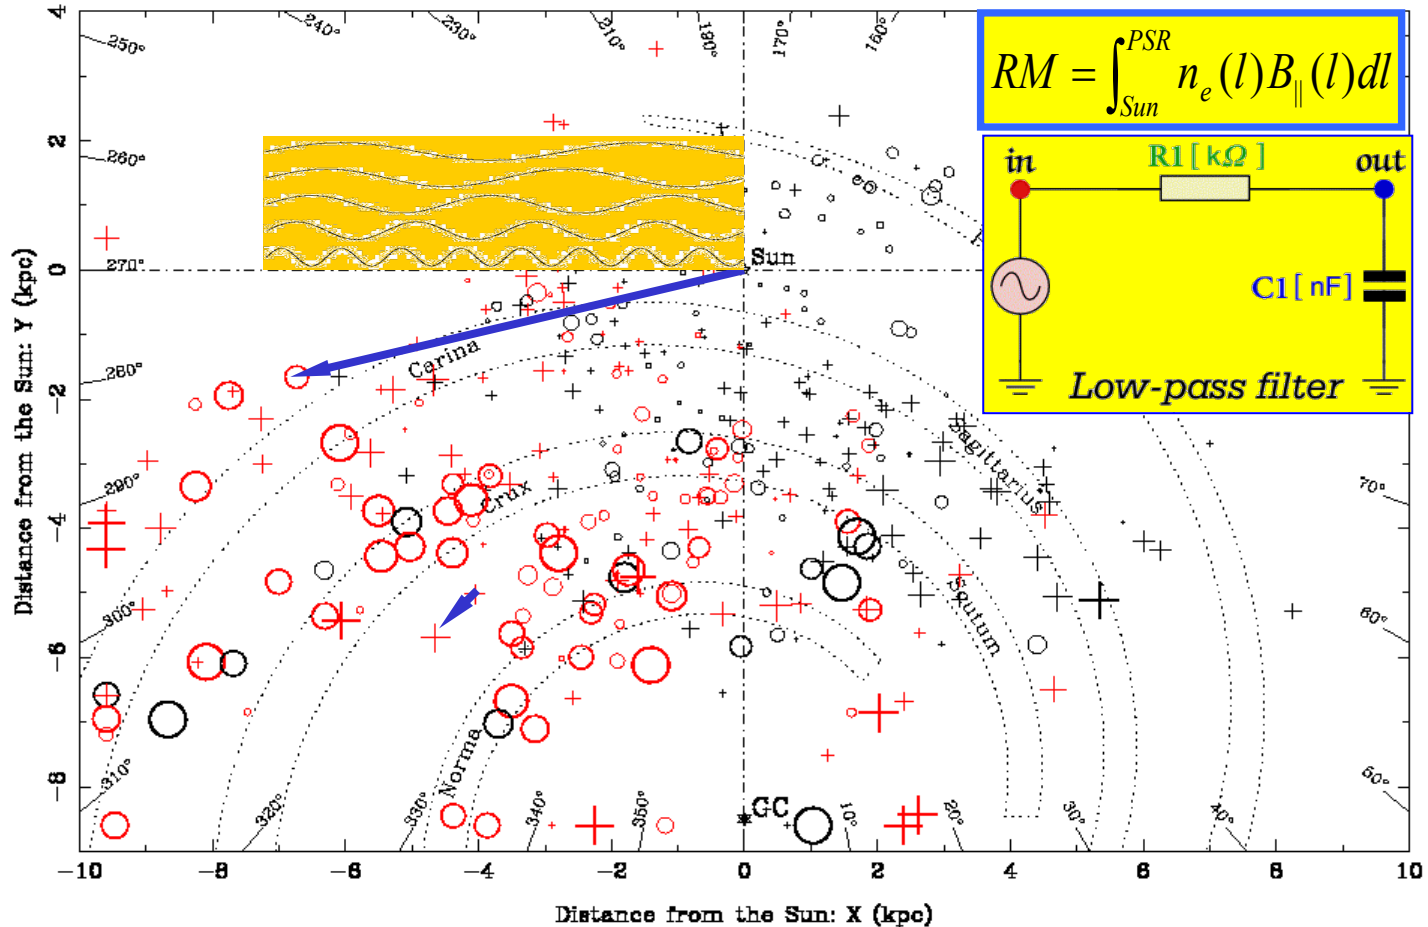 4
2
0
-2
-4
-6
-8
-10
-8
-6
-4
-2
0
2
4
6
8
10
Distance from the Sun: Y (kpc)
Distance from the Sun: X (kpc)
250°
240°
230°
210°
190°
170°
160°
260°
270°
280°
290°
300°
310°
320°
330°
340°
350°
10°
20°
30°
40°
50°
60°
70°
Sun
Carina
Crux
Norma
Sagittarius
Scutum
GC
RM = ∫_{Sun}^{PSR} n_e(l)B_{||}(l)dl
in
R1[kΩ]
out
C1[nF]
Low-pass filter